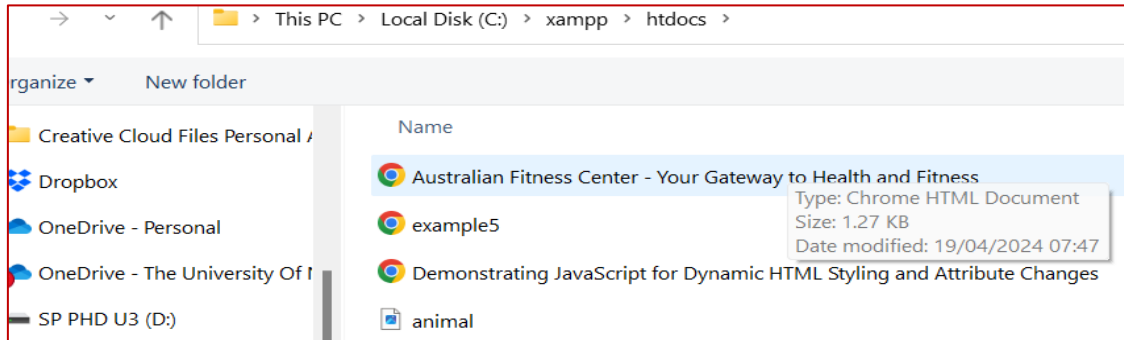 This PC > Local Disk (C:) > xampp > htdocs >
rganize New folder
Name
Creative Cloud Files Personal
Dropbox
OneDrive - Personal
OneDrive - The University Of
SP PHD U3 (D:)
Australian Fitness Center - Your Gateway to Health and Fitness
Type: Chrome HTML Document
Size: 1.27 KB
Date modified: 19/04/2024 07:47
example5
Demonstrating JavaScript for Dynamic HTML Styling and Attribute Changes
animal